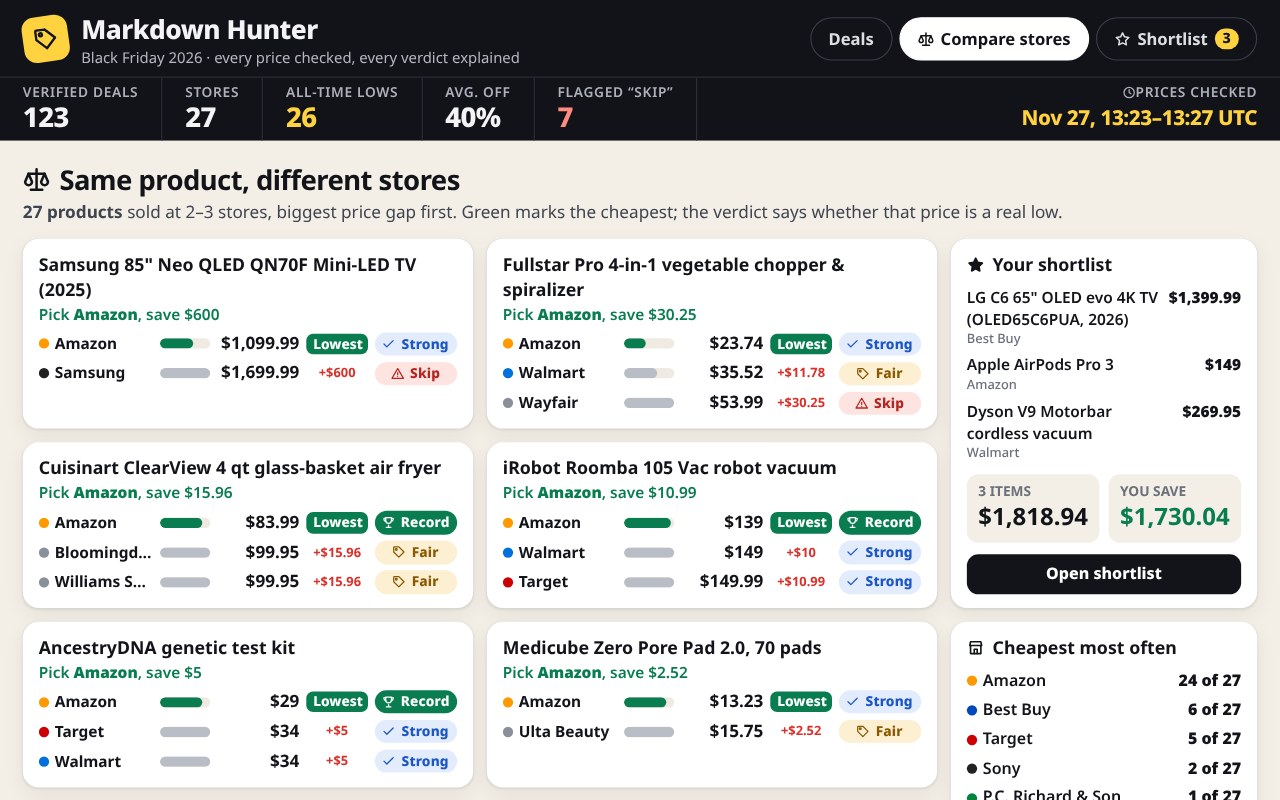 Markdown Hunter
Black Friday 2026 · every price checked, every verdict explained
Deals
Compare stores
Shortlist 3
VERIFIED DEALS
123
STORES
27
ALL-TIME LOWS
26
AVG. OFF
40%
FLAGGED “SKIP”
7
PRICES CHECKED
Nov 27, 13:23–13:27 UTC
Same product, different stores
27 products sold at 2–3 stores, biggest price gap first. Green marks the cheapest; the verdict says whether that price is a real low.
Samsung 85" Neo QLED QN70F Mini-LED TV
(2025)
Pick Amazon, save $600
Amazon $1,099.99 Lowest Strong
Samsung $1,699.99 +$600 Skip
Fullstar Pro 4-in-1 vegetable chopper &
spiralizer
Pick Amazon, save $30.25
Amazon $23.74 Lowest Strong
Walmart $35.52 +$11.78 Fair
Wayfair $53.99 +$30.25 Skip
Cuisinart ClearView 4 qt glass-basket air fryer
Pick Amazon, save $15.96
Amazon $83.99 Lowest Record
Bloomingd... $99.95 +$15.96 Fair
Williams S... $99.95 +$15.96 Fair
iRobot Roomba 105 Vac robot vacuum
Pick Amazon, save $10.99
Amazon $139 Lowest Record
Walmart $149 +$10 Strong
Target $149.99 +$10.99 Strong
AncestryDNA genetic test kit
Pick Amazon, save $5
Amazon $29 Lowest Record
Target $34 +$5 Strong
Walmart $34 +$5 Strong
Medicube Zero Pore Pad 2.0, 70 pads
Pick Amazon, save $2.52
Amazon $13.23 Lowest Strong
Ulta Beauty $15.75 +$2.52 Fair
Your shortlist
LG C6 65" OLED evo 4K TV $1,399.99
(OLED65C6PUA, 2026)
Best Buy
Apple AirPods Pro 3 $149
Amazon
Dyson V9 Motorbar $269.95
cordless vacuum
Walmart
3 ITEMS
$1,818.94
YOU SAVE
$1,730.04
Open shortlist
Cheapest most often
Amazon 24 of 27
Best Buy 6 of 27
Target 5 of 27
Sony 2 of 27
P.C. Richard & Son 1 of 27